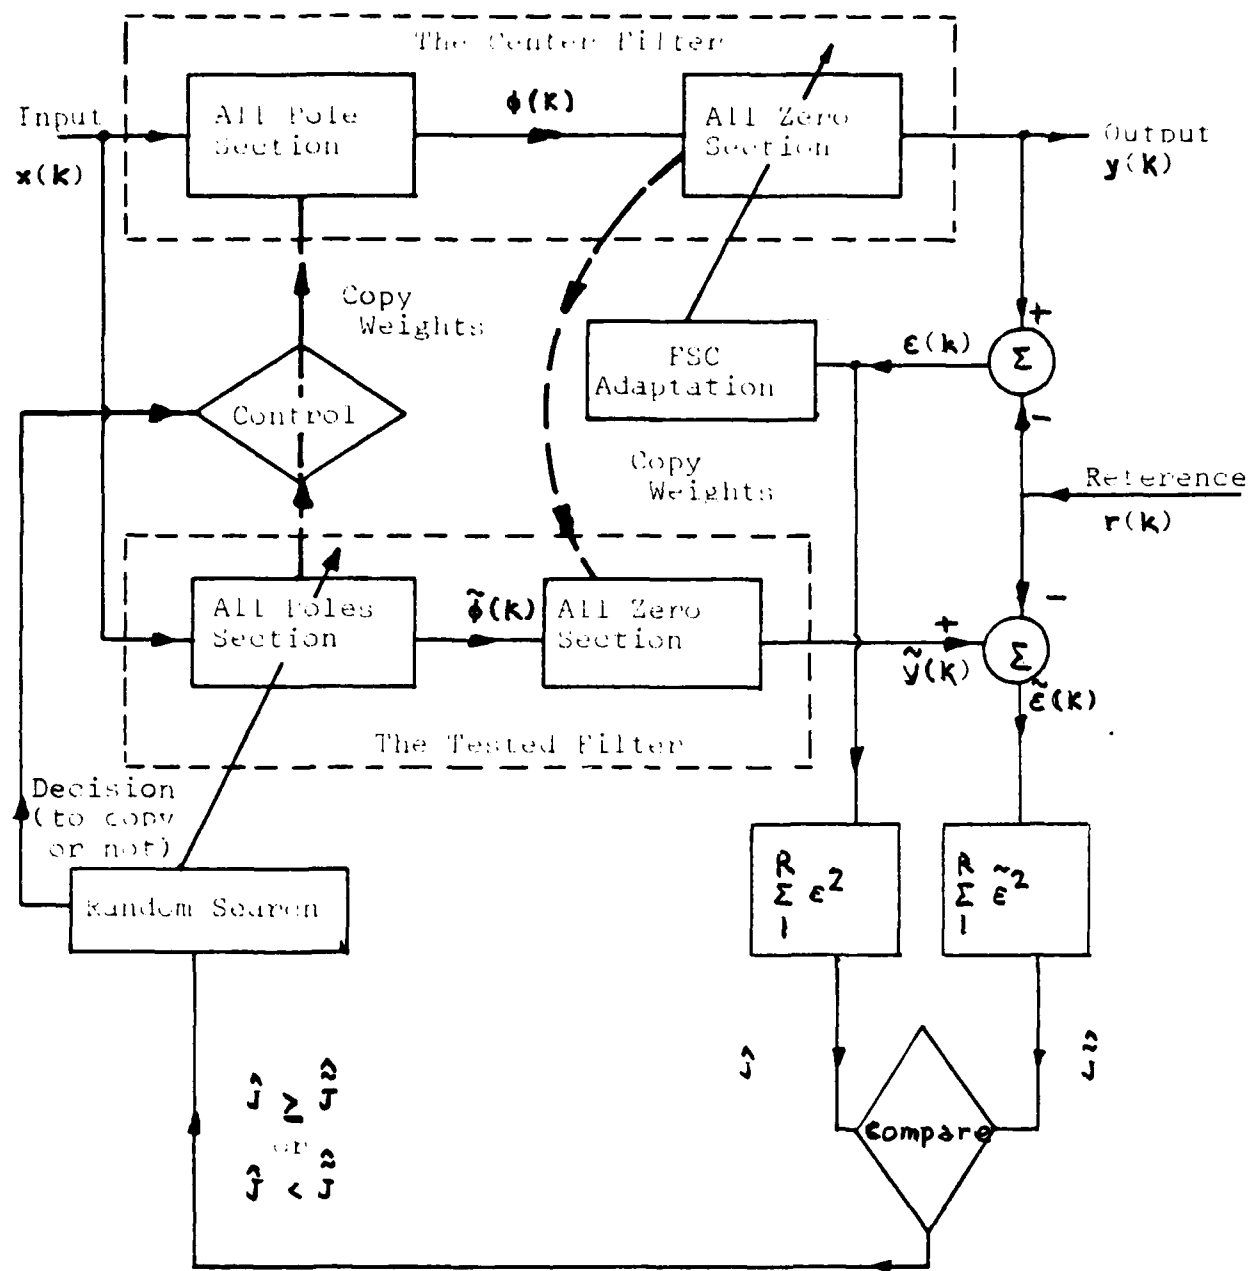 The Center Filter
Input
x(k)
All Pole
Section
ϕ(k)
All Zero
Section
Output
y(k)
Copy
Weights
FSC
Adaptation
ε(k)
+
Σ
−
Control
Copy
Weights
Reference
r(k)
All Poles
Section
ϕ̃(k)
All Zero
Section
+
ỹ(k)
−
Σ
ε̃(k)
The Tested Filter
Decision
(to copy
or not)
Random Search
R
Σ ε²
1
R
Σ ε̃²
1
Ĵ
J̃̂
Compare
Ĵ ≥ J̃̂
or
Ĵ < J̃̂